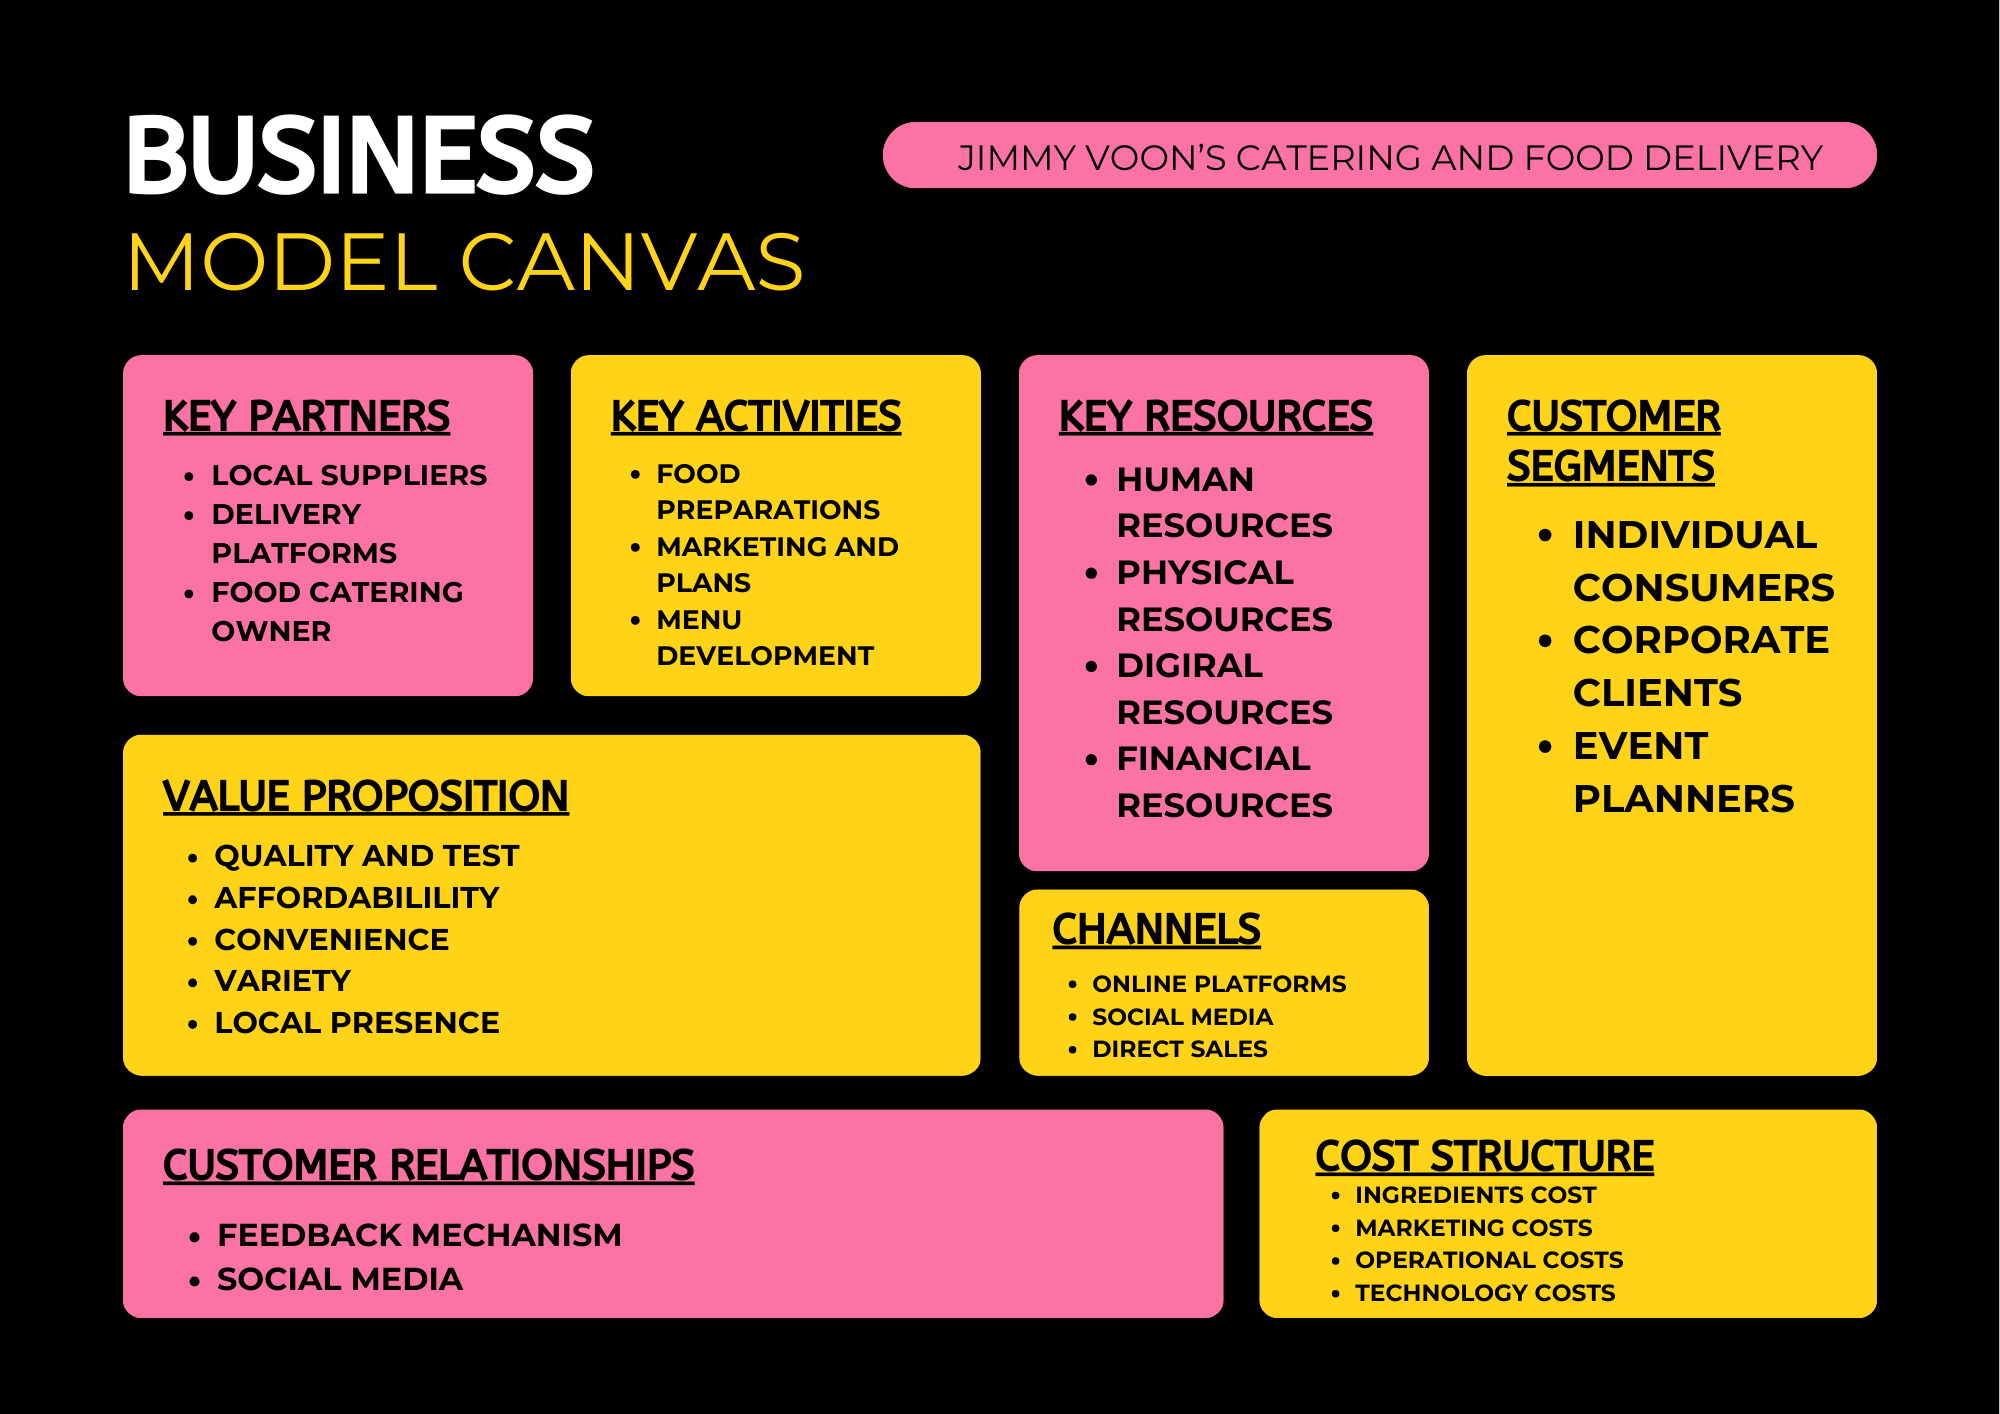 BUSINESS
MODEL CANVAS
JIMMY VOON’S CATERING AND FOOD DELIVERY
KEY PARTNERS
• LOCAL SUPPLIERS
• DELIVERY
PLATFORMS
• FOOD CATERING
OWNER
KEY ACTIVITIES
• FOOD
PREPARATIONS
• MARKETING AND
PLANS
• MENU
DEVELOPMENT
KEY RESOURCES
• HUMAN
RESOURCES
• PHYSICAL
RESOURCES
• DIGIRAL
RESOURCES
• FINANCIAL
RESOURCES
CUSTOMER
SEGMENTS
• INDIVIDUAL
CONSUMERS
• CORPORATE
CLIENTS
• EVENT
PLANNERS
VALUE PROPOSITION
• QUALITY AND TEST
• AFFORDABILILITY
• CONVENIENCE
• VARIETY
• LOCAL PRESENCE
CHANNELS
• ONLINE PLATFORMS
• SOCIAL MEDIA
• DIRECT SALES
CUSTOMER RELATIONSHIPS
• FEEDBACK MECHANISM
• SOCIAL MEDIA
COST STRUCTURE
• INGREDIENTS COST
• MARKETING COSTS
• OPERATIONAL COSTS
• TECHNOLOGY COSTS